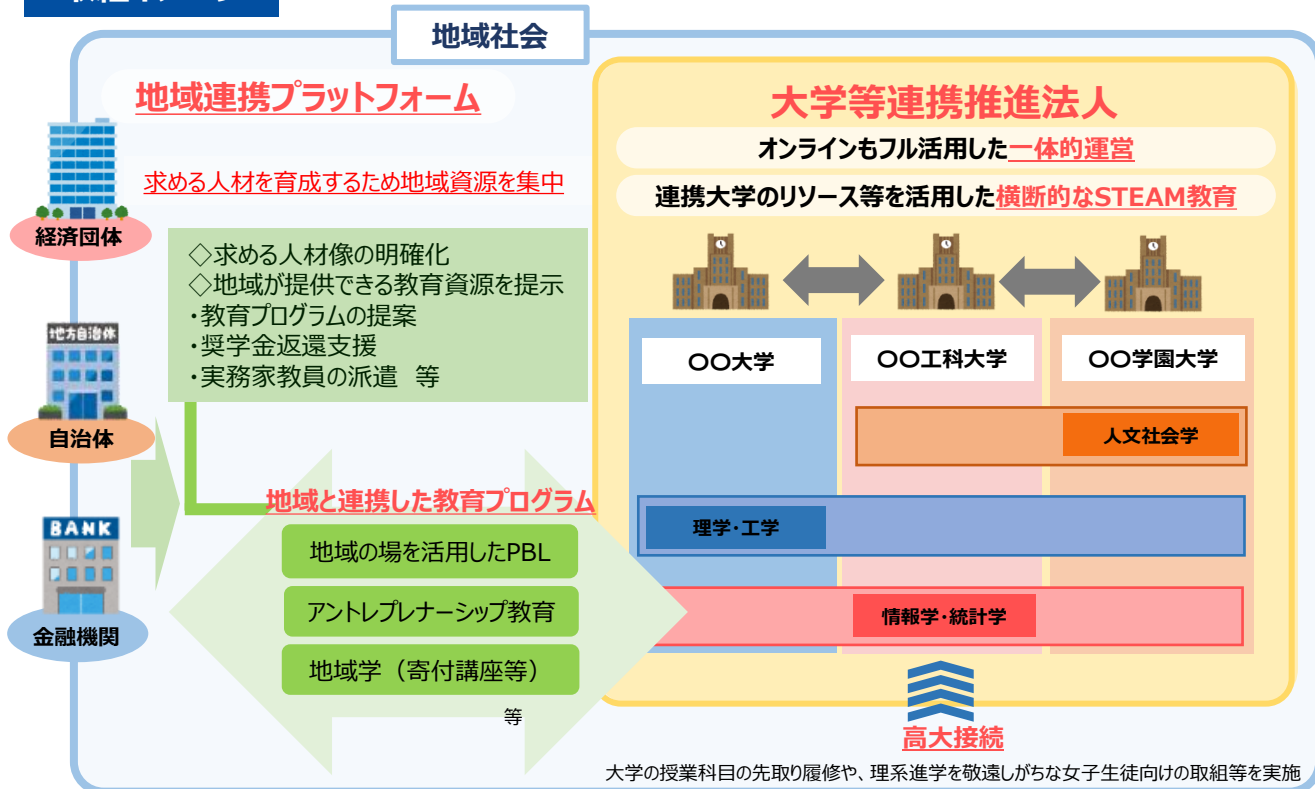 地域社会
地域連携プラットフォーム
求める人材を育成するため地域資源を集中
経済団体
◇求める人材像の明確化
◇地域が提供できる教育資源を提示
・教育プログラムの提案
・奨学金返還支援
・実務家教員の派遣 等
地方自治体
自治体
BANK
金融機関
地域と連携した教育プログラム
地域の場を活用したPBL
アントレプレナーシップ教育
地域学（寄付講座等）
等
大学等連携推進法人
オンラインもフル活用した一体的運営
連携大学のリソース等を活用した横断的なSTEAM教育
〇〇大学
〇〇工科大学
〇〇学園大学
人文社会学
理学・工学
情報学・統計学
高大接続
大学の授業科目の先取り履修や、理系進学を敬遠しがちな女子生徒向けの取組等を実施